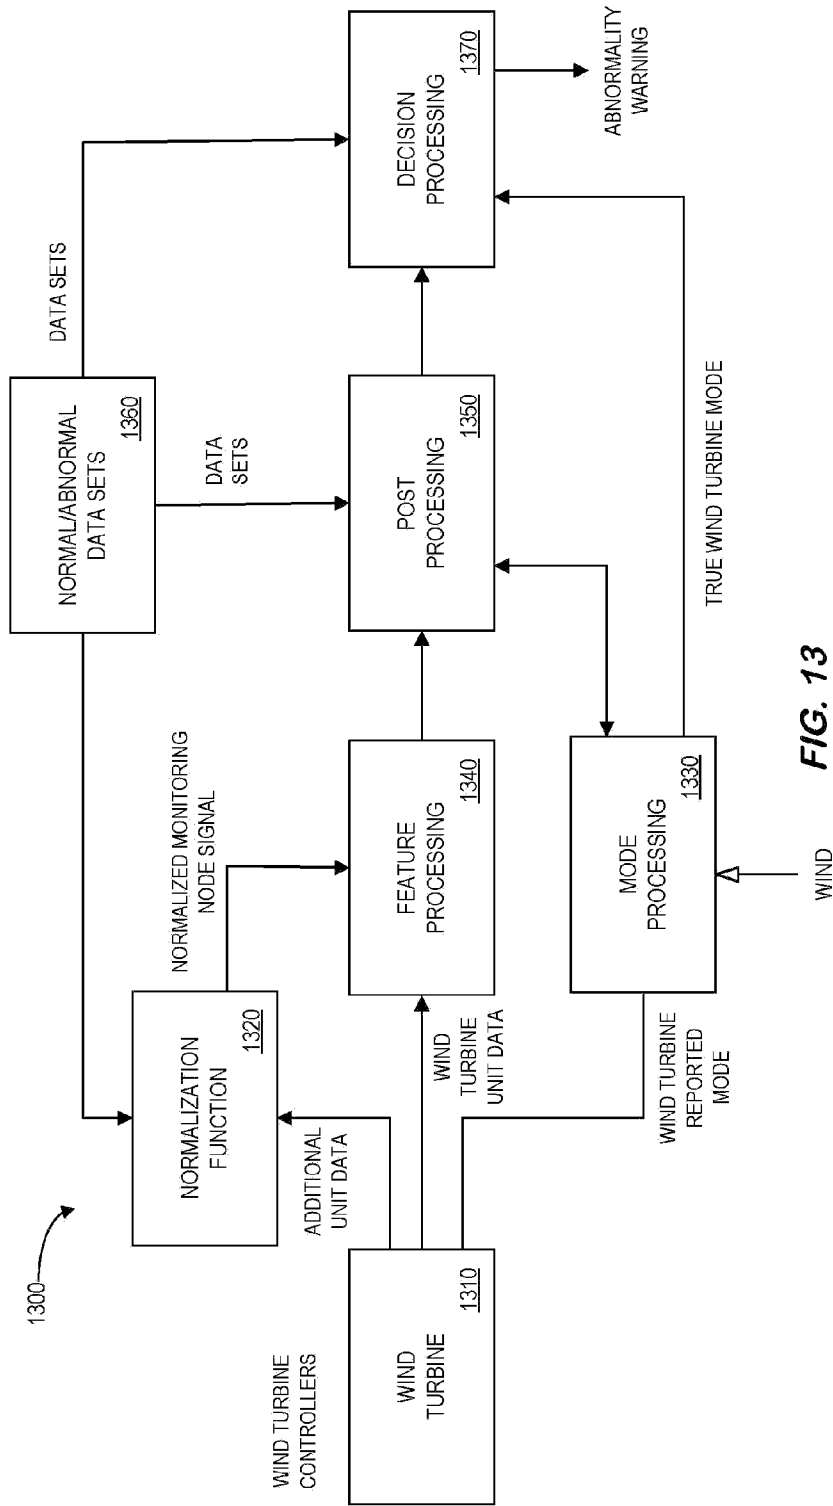 1300
WIND TURBINE
CONTROLLERS
WIND
TURBINE
1310
ADDITIONAL
UNIT DATA
NORMALIZATION
FUNCTION
1320
NORMALIZED MONITORING
NODE SIGNAL
WIND
TURBINE UNIT DATA
WIND TURBINE
REPORTED
MODE
FEATURE
PROCESSING
1340
MODE
PROCESSING
1330
WIND
NORMAL/ABNORMAL
DATA SETS
1360
DATA SETS
DATA
SETS
POST
PROCESSING
1350
TRUE WIND TURBINE MODE
DECISION
PROCESSING
1370
ABNORMALITY
WARNING
FIG. 13